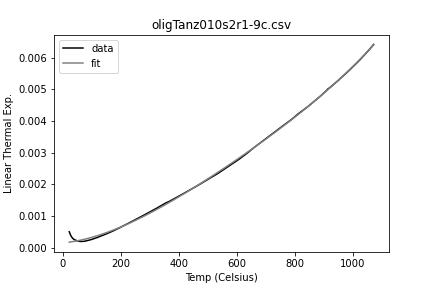 oligTanz010s2r1-9c.csv
data
fit
Linear Thermal Exp.
0.006
0.005
0.004
0.003
0.002
0.001
0.000
0
200
400
600
800
1000
Temp (Celsius)